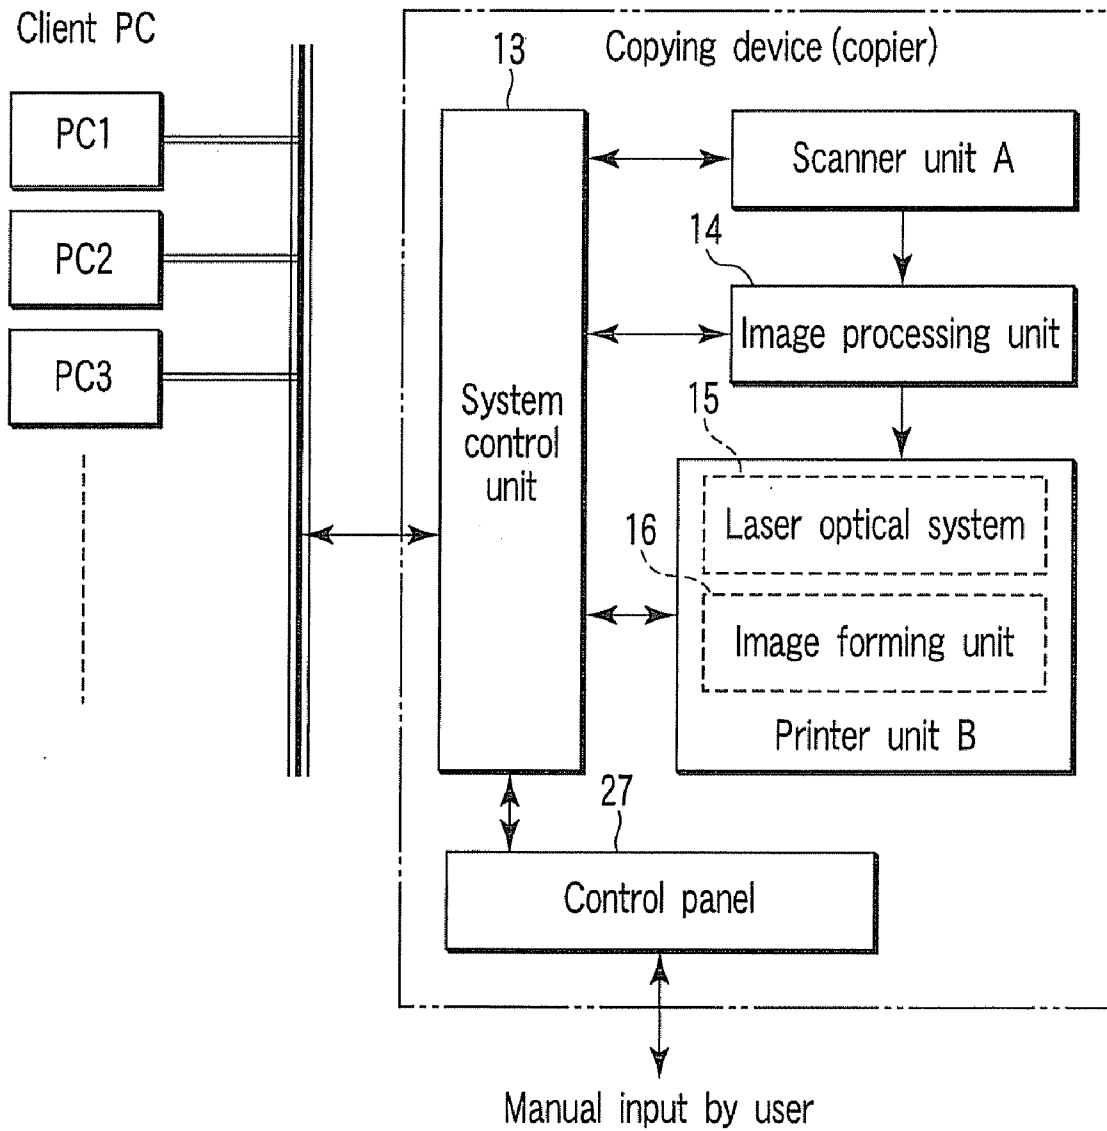 Client PC
PC1
PC2
PC3
Copying device (copier)
13
System
control
unit
Scanner unit A
14
Image processing unit
15
Laser optical system
16
Image forming unit
Printer unit B
27
Control panel
Manual input by user